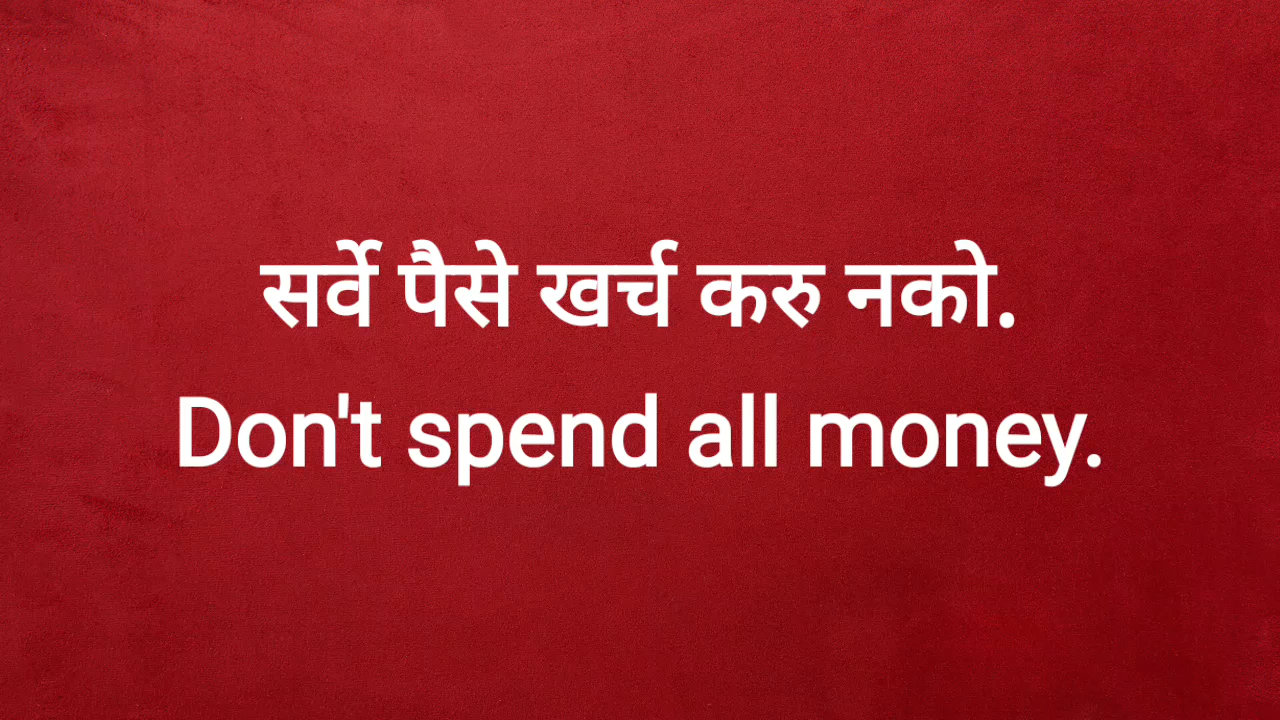 सर्वे पैसे खर्च करु नको.
Don't spend all money.